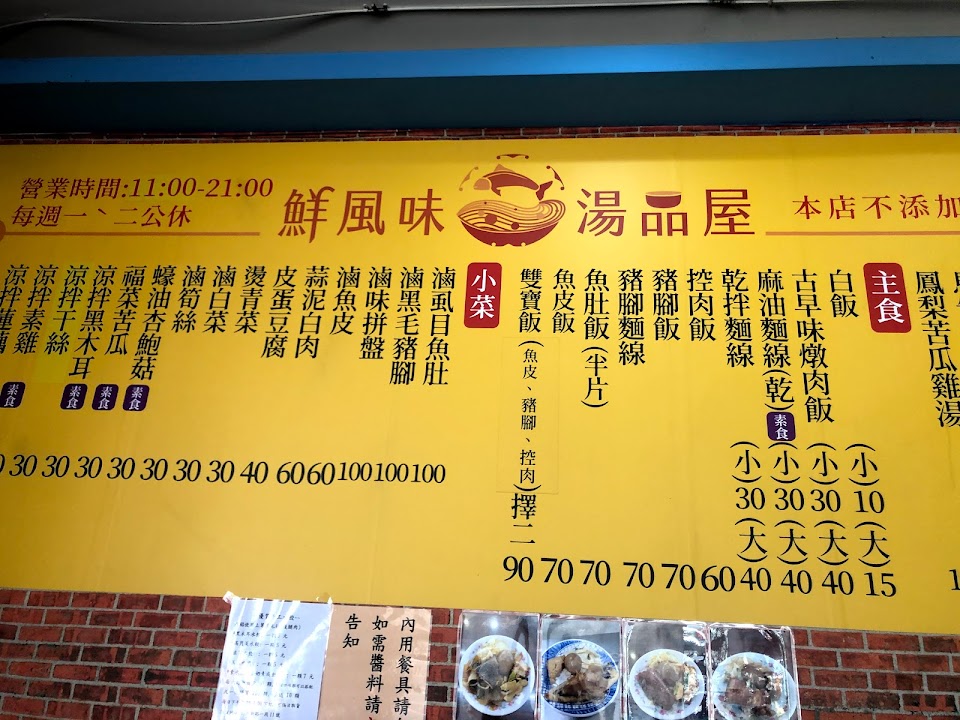 營業時間:11:00-21:00
每週一、二公休
鮮風味
湯品屋
本店不添加
鳳梨苦瓜雞湯
主食
白飯 (小)10 (大)15
古早味燉肉飯 (小)30 (大)40
麻油麵線(乾) 素食 (小)30 (大)40
乾拌麵線 (小)30 (大)40
控肉飯 60
豬腳飯 70
豬腳麵線 70
魚肚飯(半片) 70
魚皮飯 70
雙寶飯(魚皮、豬腳、控肉)擇二 90
小菜
滷虱目魚肚 100
滷黑毛豬腳 100
滷味拼盤 100
滷魚皮 60
蒜泥白肉 60
皮蛋豆腐 40
燙青菜 30
滷白菜 30
滷筍絲 30
蠔油杏鮑菇 30
福菜苦瓜 素食 30
涼拌黑木耳 素食 30
涼拌干絲 素食 30
涼拌素雞
涼拌蓮藕 素食
內用餐具請
如需醬料請
告知